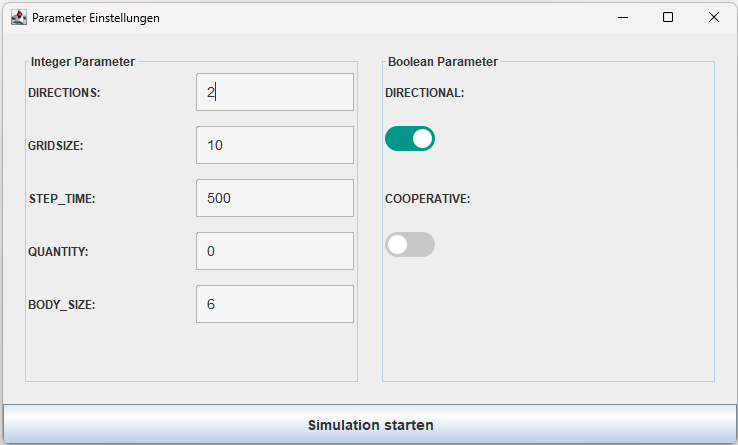 Parameter Einstellungen
Integer Parameter
DIRECTIONS: 2
GRIDSIZE: 10
STEP_TIME: 500
QUANTITY: 0
BODY_SIZE: 6
Boolean Parameter
DIRECTIONAL:
COOPERATIVE:
Simulation starten